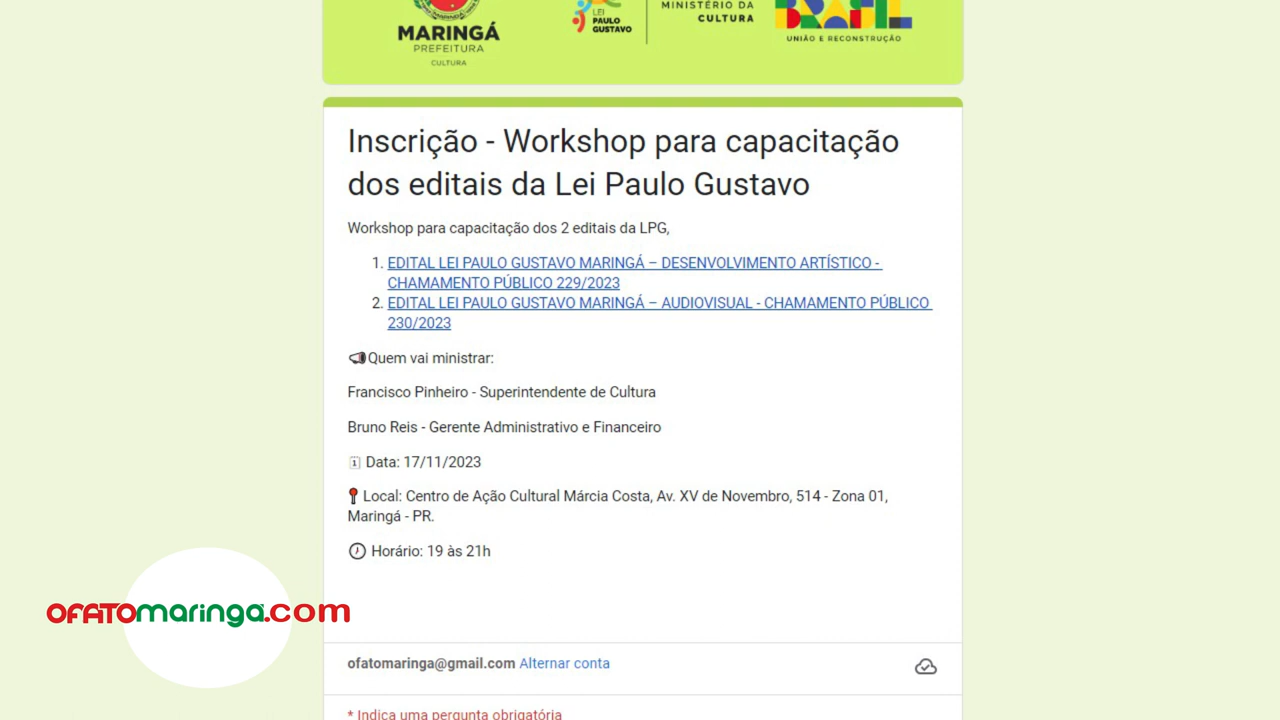 MARINGÁ
PREFEITURA
CULTURA
LEI
PAULO
GUSTAVO
MINISTÉRIO DA
CULTURA
BRASIL
UNIÃO E RECONSTRUÇÃO
Inscrição - Workshop para capacitação
dos editais da Lei Paulo Gustavo
Workshop para capacitação dos 2 editais da LPG,
1. EDITAL LEI PAULO GUSTAVO MARINGÁ – DESENVOLVIMENTO ARTÍSTICO -
CHAMAMENTO PÚBLICO 229/2023
2. EDITAL LEI PAULO GUSTAVO MARINGÁ – AUDIOVISUAL - CHAMAMENTO PÚBLICO
230/2023
Quem vai ministrar:
Francisco Pinheiro - Superintendente de Cultura
Bruno Reis - Gerente Administrativo e Financeiro
Data: 17/11/2023
Local: Centro de Ação Cultural Márcia Costa, Av. XV de Novembro, 514 - Zona 01,
Maringá - PR.
Horário: 19 às 21h
OFATOmaringa.com
ofatomaringa@gmail.com Alternar conta
* Indica uma pergunta obrigatória